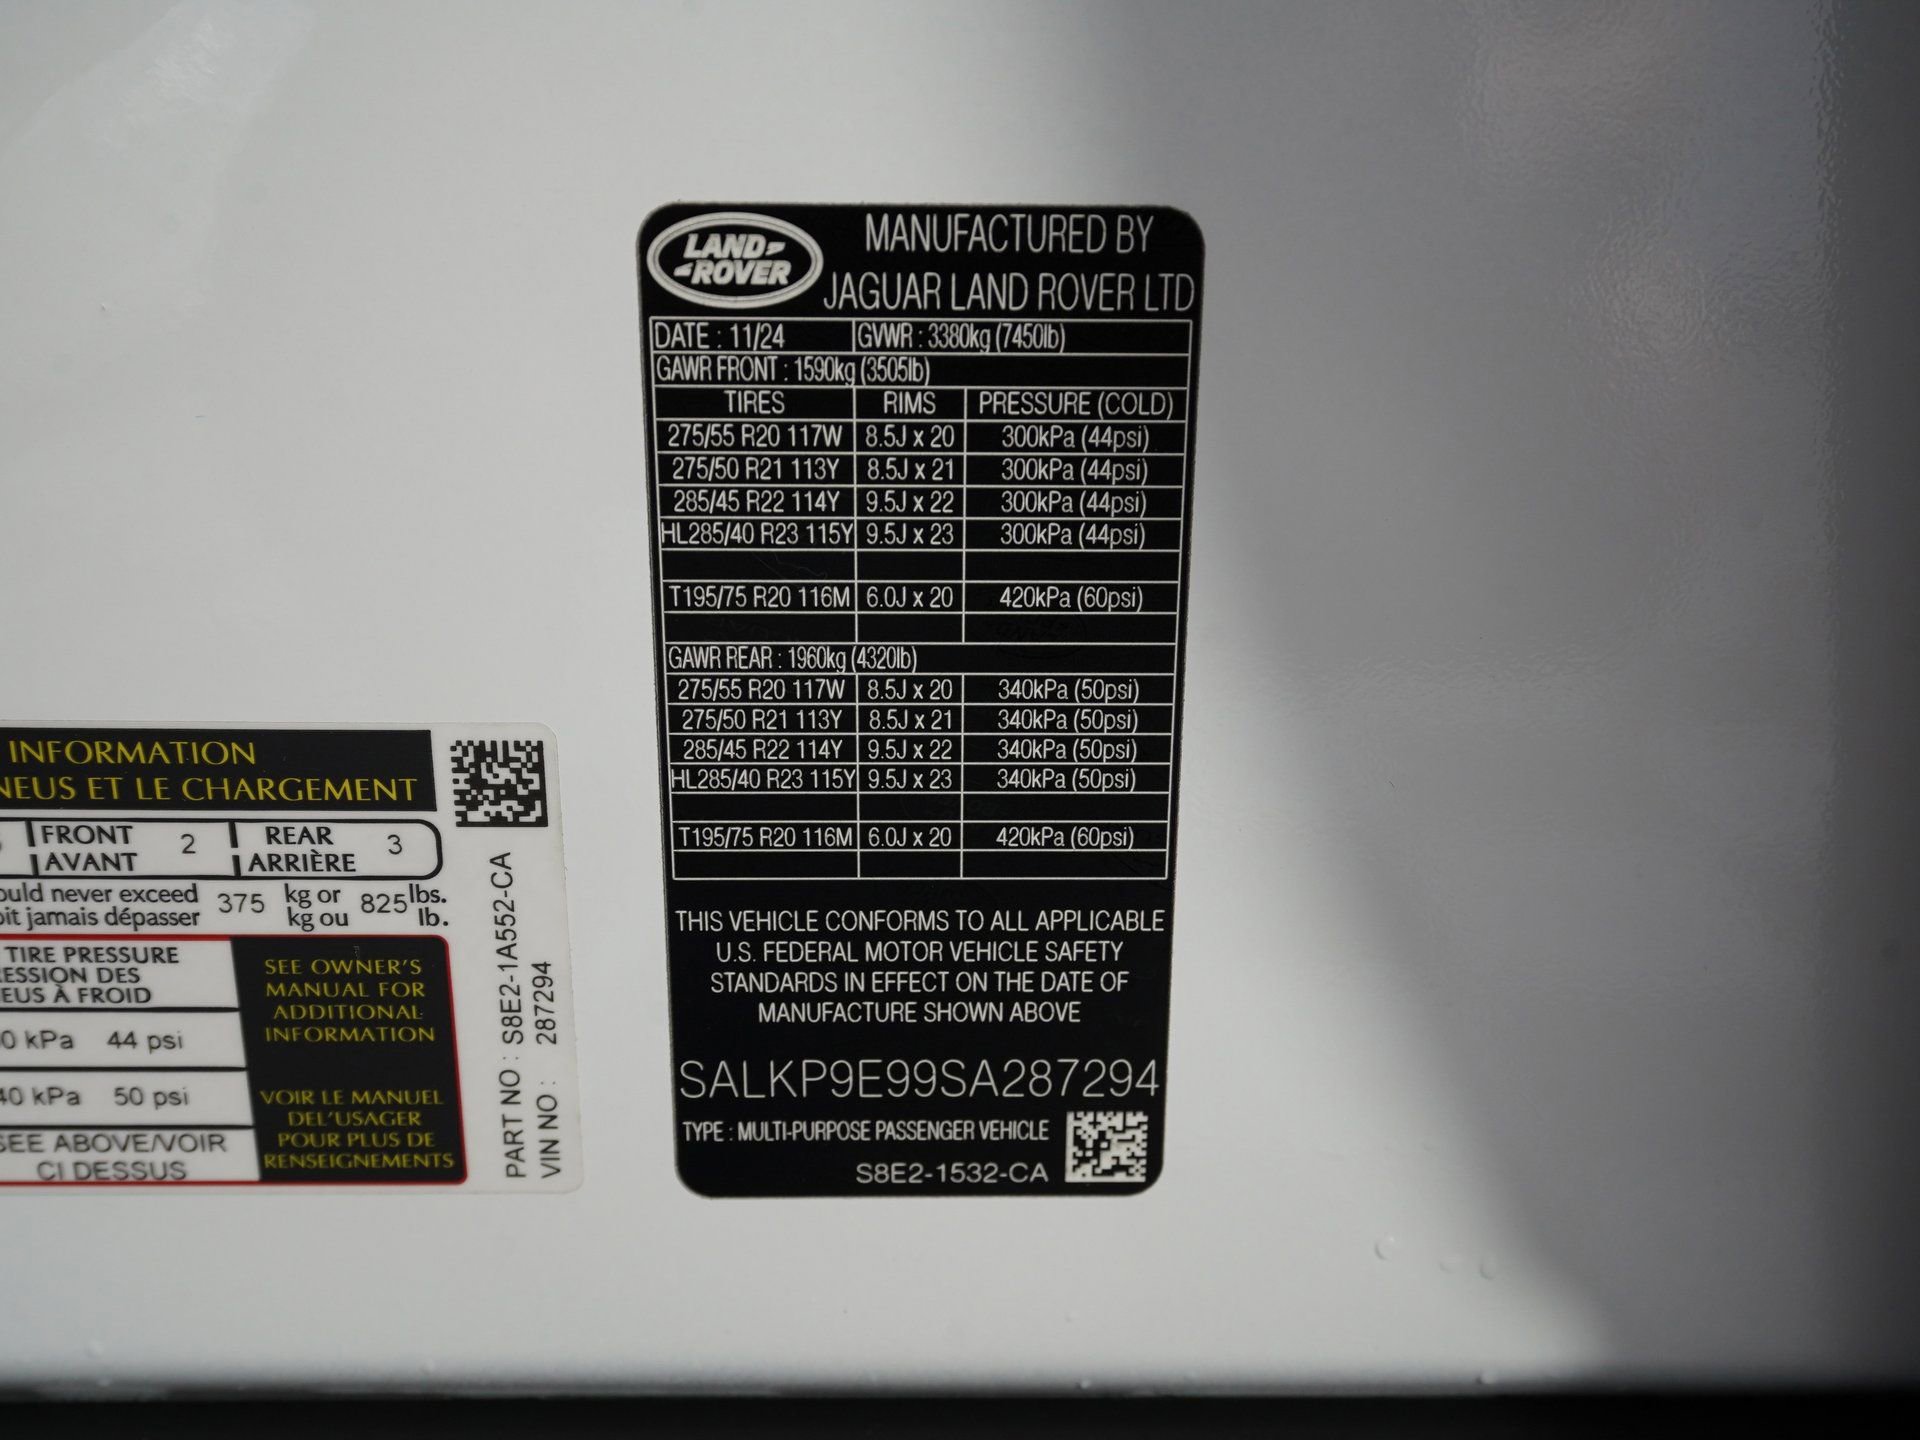 LAND
ROVER
MANUFACTURED BY
JAGUAR LAND ROVER LTD
DATE : 11/24 GVWR : 3380kg (7450lb)
GAWR FRONT : 1590kg (3505lb)
TIRES RIMS PRESSURE (COLD)
275/55 R20 117W 8.5J x 20 300kPa (44psi)
275/50 R21 113Y 8.5J x 21 300kPa (44psi)
285/45 R22 114Y 9.5J x 22 300kPa (44psi)
HL285/40 R23 115Y 9.5J x 23 300kPa (44psi)
T195/75 R20 116M 6.0J x 20 420kPa (60psi)
GAWR REAR : 1960kg (4320lb)
275/55 R20 117W 8.5J x 20 340kPa (50psi)
275/50 R21 113Y 8.5J x 21 340kPa (50psi)
285/45 R22 114Y 9.5J x 22 340kPa (50psi)
HL285/40 R23 115Y 9.5J x 23 340kPa (50psi)
T195/75 R20 116M 6.0J x 20 420kPa (60psi)
THIS VEHICLE CONFORMS TO ALL APPLICABLE
U.S. FEDERAL MOTOR VEHICLE SAFETY
STANDARDS IN EFFECT ON THE DATE OF
MANUFACTURE SHOWN ABOVE
SALKP9E99SA287294
TYPE : MULTI-PURPOSE PASSENGER VEHICLE
S8E2-1532-CA
INFORMATION
NEUS ET LE CHARGEMENT
FRONT 2 REAR 3
AVANT ARRIÈRE
ould never exceed 375 kg or 825 lbs.
oit jamais dépasser kg ou lb.
TIRE PRESSURE
ESSION DES
EUS À FROID
0 kPa 44 psi
40 kPa 50 psi
SEE ABOVE/VOIR
CI DESSUS
SEE OWNER'S
MANUAL FOR
ADDITIONAL
INFORMATION
VOIR LE MANUEL
DEL'USAGER
POUR PLUS DE
RENSEIGNEMENTS
PART NO : S8E2-1A552-CA
VIN NO : 287294